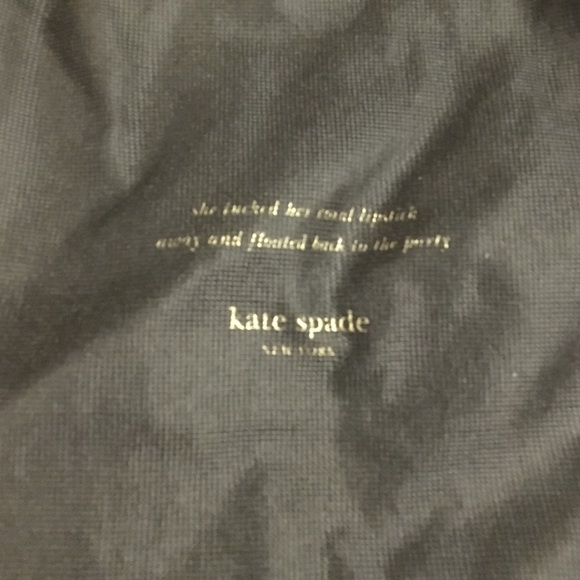 she tucked her coral lipstick
away and floated back to the party
kate spade
NEW YORK